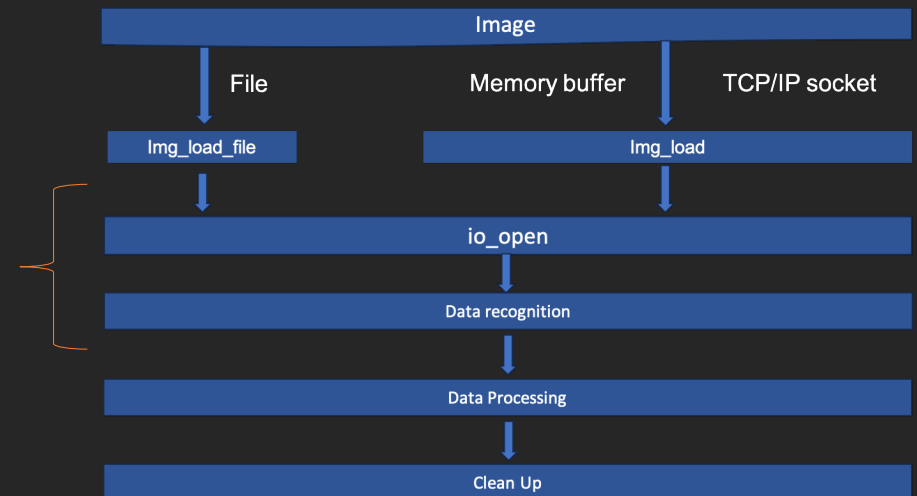 Image
File
Memory buffer
TCP/IP socket
Img_load_file
Img_load
io_open
Data recognition
Data Processing
Clean Up